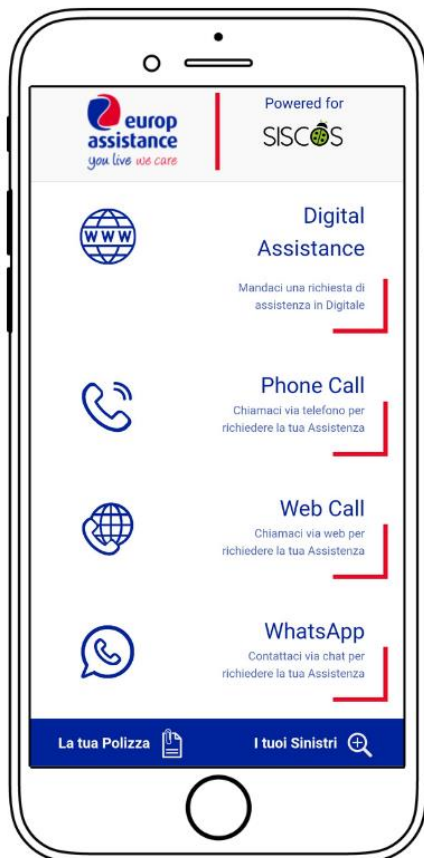 europ
assistance
you live we care
Powered for
SISCOS
WWW
Digital
Assistance
Mandaci una richiesta di
assistenza in Digitale
Phone Call
Chiamaci via telefono per
richiedere la tua Assistenza
Web Call
Chiamaci via web per
richiedere la tua Assistenza
WhatsApp
Contattaci via chat per
richiedere la tua Assistenza
La tua Polizza
I tuoi Sinistri